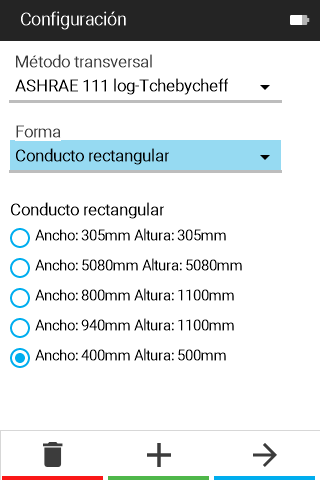 Configuración
Método transversal
ASHRAE 111 log-Tchebycheff
Forma
Conducto rectangular
Conducto rectangular
Ancho: 305mm Altura: 305mm
Ancho: 5080mm Altura: 5080mm
Ancho: 800mm Altura: 1100mm
Ancho: 940mm Altura: 1100mm
Ancho: 400mm Altura: 500mm